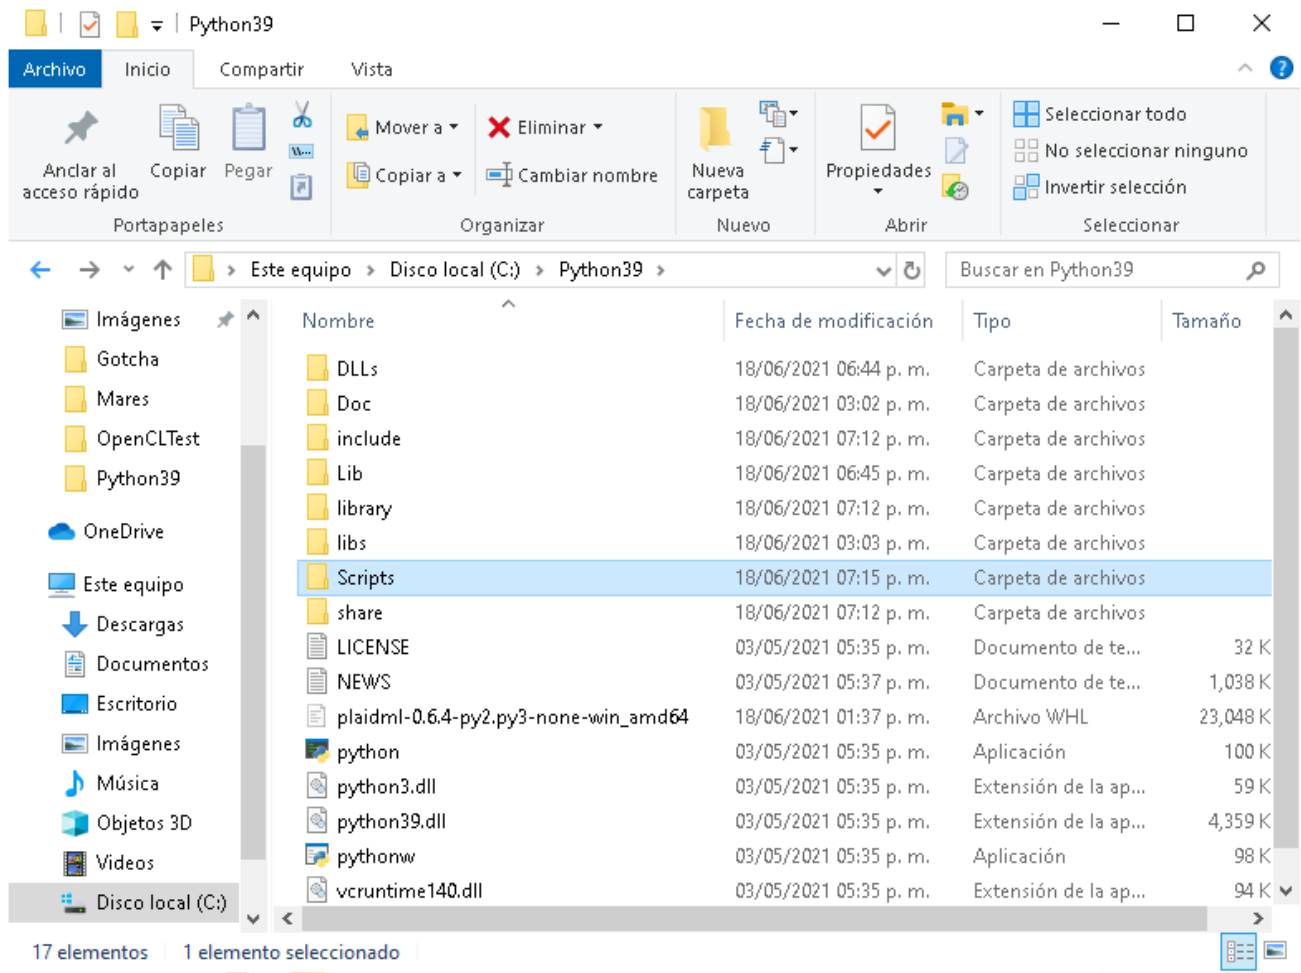 Python39
Archivo Inicio Compartir Vista
Anclar al acceso rápido
Copiar
Pegar
Portapapeles
Mover a
Copiar a
Eliminar
Cambiar nombre
Organizar
Nueva carpeta
Nuevo
Propiedades
Abrir
Seleccionar todo
No seleccionar ninguno
Invertir selección
Seleccionar
Este equipo > Disco local (C:) > Python39 >
Buscar en Python39
Imágenes
Gotcha
Mares
OpenCLTest
Python39
OneDrive
Este equipo
Descargas
Documentos
Escritorio
Imágenes
Música
Objetos 3D
Videos
Disco local (C:)
Nombre Fecha de modificación Tipo Tamaño
DLLs 18/06/2021 06:44 p. m. Carpeta de archivos
Doc 18/06/2021 03:02 p. m. Carpeta de archivos
include 18/06/2021 07:12 p. m. Carpeta de archivos
Lib 18/06/2021 06:45 p. m. Carpeta de archivos
library 18/06/2021 07:12 p. m. Carpeta de archivos
libs 18/06/2021 03:03 p. m. Carpeta de archivos
Scripts 18/06/2021 07:15 p. m. Carpeta de archivos
share 18/06/2021 07:12 p. m. Carpeta de archivos
LICENSE 03/05/2021 05:35 p. m. Documento de te... 32 K
NEWS 03/05/2021 05:37 p. m. Documento de te... 1,038 K
plaidml-0.6.4-py2.py3-none-win_amd64 18/06/2021 01:37 p. m. Archivo WHL 23,048 K
python 03/05/2021 05:35 p. m. Aplicación 100 K
python3.dll 03/05/2021 05:35 p. m. Extensión de la ap... 59 K
python39.dll 03/05/2021 05:35 p. m. Extensión de la ap... 4,359 K
pythonw 03/05/2021 05:35 p. m. Aplicación 98 K
vcruntime140.dll 03/05/2021 05:35 p. m. Extensión de la ap... 94 K
17 elementos 1 elemento seleccionado